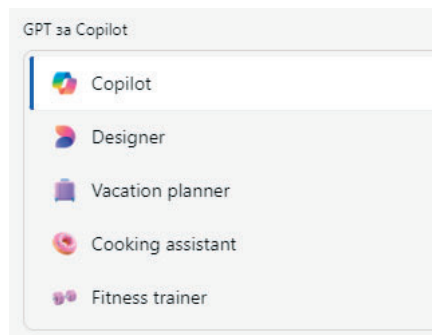 GPT за Copilot
Copilot
Designer
Vacation planner
Cooking assistant
Fitness trainer